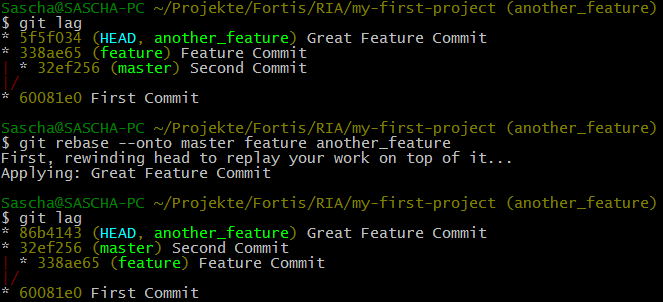 Sascha@SASCHA-PC ~/Projekte/Fortis/RIA/my-first-project (another_feature)
$ git lag
* 5f5f034 (HEAD, another_feature) Great Feature Commit
* 338ae65 (feature) Feature Commit
| * 32ef256 (master) Second Commit
|/
* 60081e0 First Commit
Sascha@SASCHA-PC ~/Projekte/Fortis/RIA/my-first-project (another_feature)
$ git rebase --onto master feature another_feature
First, rewinding head to replay your work on top of it...
Applying: Great Feature Commit
Sascha@SASCHA-PC ~/Projekte/Fortis/RIA/my-first-project (another_feature)
$ git lag
* 86b4143 (HEAD, another_feature) Great Feature Commit
* 32ef256 (master) Second Commit
| * 338ae65 (feature) Feature Commit
|/
* 60081e0 First Commit